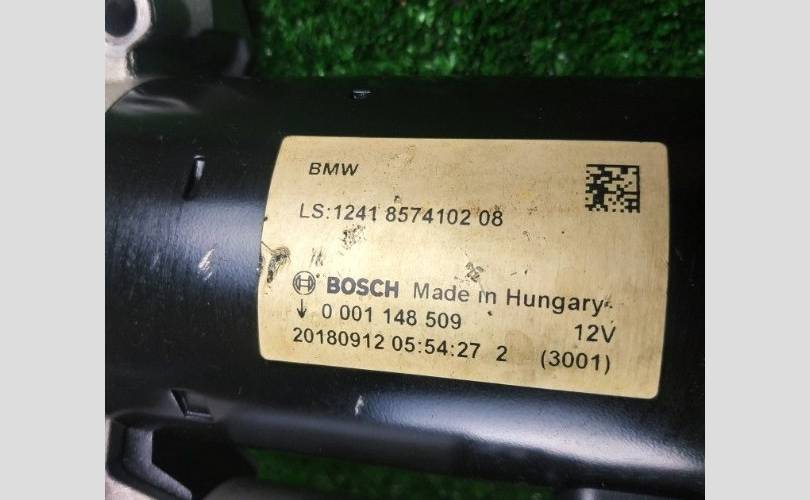 BMW
LS:1241 8574102 08
BOSCH Made in Hungary
↓ 0 001 148 509 12V
20180912 05:54:27 2 (3001)